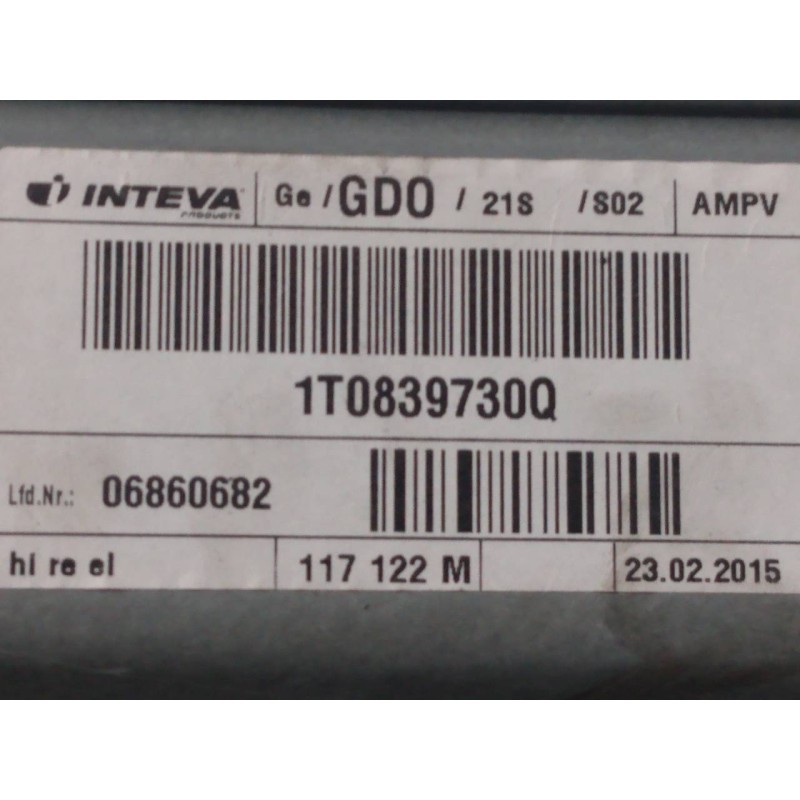 INTEVA Ge / GDO / 21S /S02 AMPV
PRODUCTS
1T0839730Q
Lfd.Nr.: 06860682
hi re el 117 122 M 23.02.2015